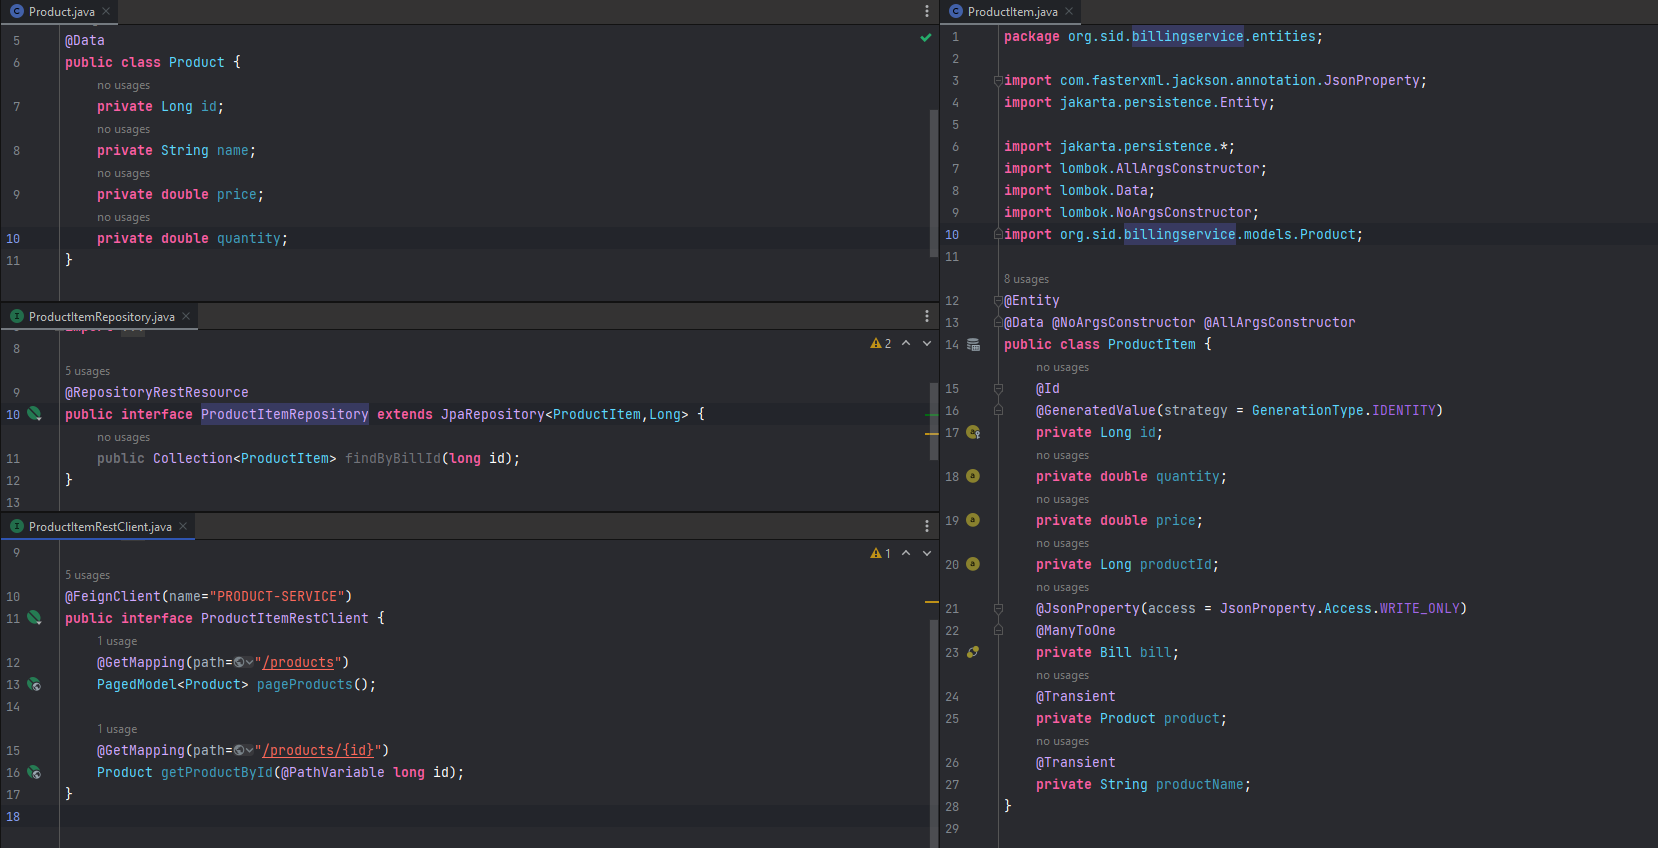 Product.java
5 @Data
6 public class Product {
no usages
7 private Long id;
no usages
8 private String name;
no usages
9 private double price;
no usages
10 private double quantity;
11 }
ProductItemRepository.java
8
2
5 usages
9 @RepositoryRestResource
10 public interface ProductItemRepository extends JpaRepository<ProductItem,Long> {
no usages
11 public Collection<ProductItem> findByBillId(long id);
12 }
13
ProductItemRestClient.java
9
1
5 usages
10 @FeignClient(name="PRODUCT-SERVICE")
11 public interface ProductItemRestClient {
1 usage
12 @GetMapping(path="/products")
13 PagedModel<Product> pageProducts();
14
1 usage
15 @GetMapping(path="/products/{id}")
16 Product getProductById(@PathVariable long id);
17 }
18
ProductItem.java
1 package org.sid.billingservice.entities;
2
3 import com.fasterxml.jackson.annotation.JsonProperty;
4 import jakarta.persistence.Entity;
5
6 import jakarta.persistence.*;
7 import lombok.AllArgsConstructor;
8 import lombok.Data;
9 import lombok.NoArgsConstructor;
10 import org.sid.billingservice.models.Product;
11
8 usages
12 @Entity
13 @Data @NoArgsConstructor @AllArgsConstructor
14 public class ProductItem {
no usages
15 @Id
16 @GeneratedValue(strategy = GenerationType.IDENTITY)
17 private Long id;
no usages
18 private double quantity;
no usages
19 private double price;
no usages
20 private Long productId;
no usages
21 @JsonProperty(access = JsonProperty.Access.WRITE_ONLY)
22 @ManyToOne
23 private Bill bill;
no usages
24 @Transient
25 private Product product;
no usages
26 @Transient
27 private String productName;
28 }
29